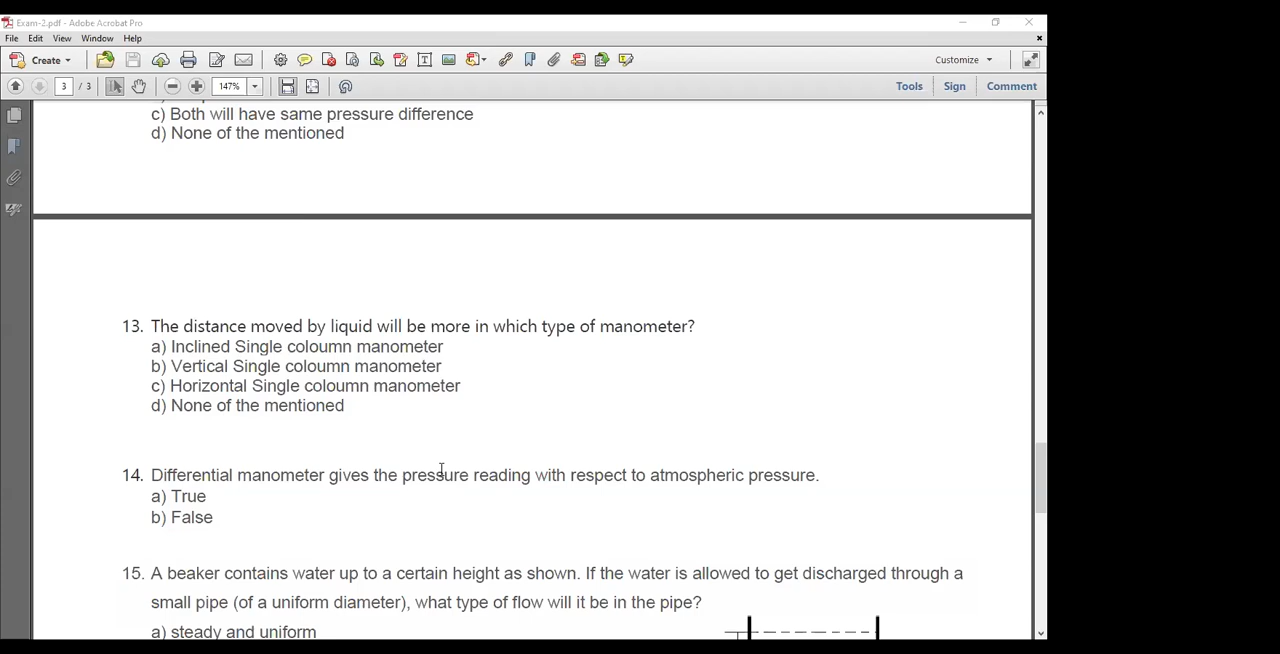 Exam-2.pdf - Adobe Acrobat Pro
File Edit View Window Help
Create
Customize
3 / 3
147%
Tools Sign Comment
c) Both will have same pressure difference
d) None of the mentioned
13. The distance moved by liquid will be more in which type of manometer?
a) Inclined Single coloumn manometer
b) Vertical Single coloumn manometer
c) Horizontal Single coloumn manometer
d) None of the mentioned
14. Differential manometer gives the pressure reading with respect to atmospheric pressure.
a) True
b) False
15. A beaker contains water up to a certain height as shown. If the water is allowed to get discharged through a
small pipe (of a uniform diameter), what type of flow will it be in the pipe?
a) steady and uniform